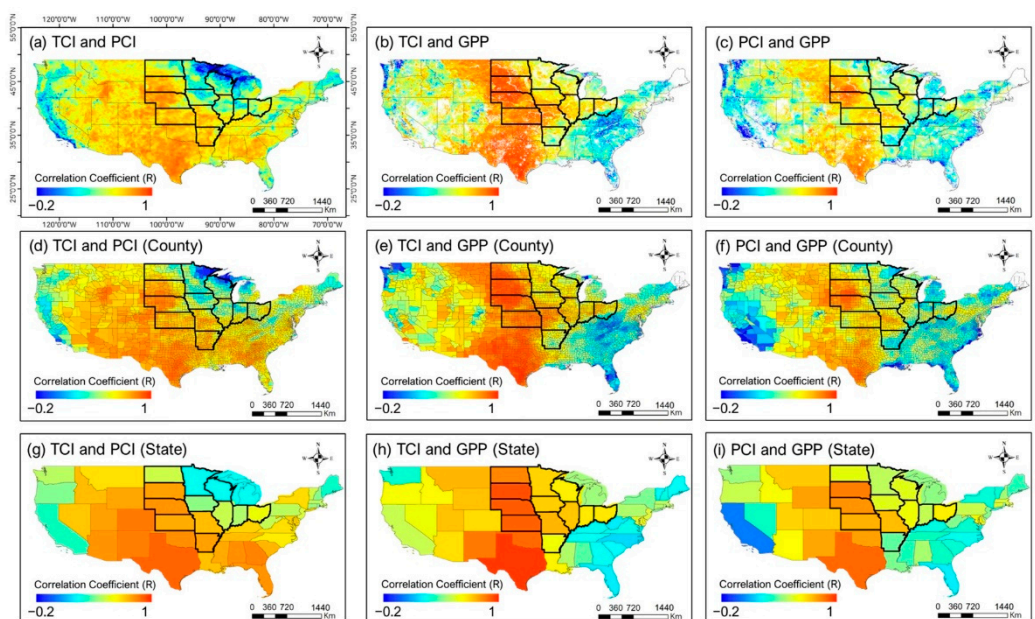 120°0'0"W 110°0'0"W 100°0'0"W 90°0'0"W 80°0'0"W
55°0'0"N
45°0'0"N
35°0'0"N
25°0'0"N
(a) TCI and PCI
N
W E
S
Correlation Coefficient (R)
−0.2 1
0 360 720 1440
Km
(b) TCI and GPP
N
W E
S
Correlation Coefficient (R)
−0.2 1
0 360 720 1440
Km
(c) PCI and GPP
N
W E
S
Correlation Coefficient (R)
−0.2 1
0 360 720 1440
Km
120°0'0"W 110°0'0"W 100°0'0"W 90°0'0"W 80°0'0"W
(d) TCI and PCI (County)
N
W E
S
Correlation Coefficient (R)
−0.2 1
0 360 720 1440
Km
(e) TCI and GPP (County)
N
W E
S
Correlation Coefficient (R)
−0.2 1
0 360 720 1440
Km
(f) PCI and GPP (County)
N
W E
S
Correlation Coefficient (R)
−0.2 1
0 360 720 1440
Km
(g) TCI and PCI (State)
N
W E
S
Correlation Coefficient (R)
−0.2 1
0 360 720 1440
Km
(h) TCI and GPP (State)
N
W E
S
Correlation Coefficient (R)
−0.2 1
0 360 720 1440
Km
(i) PCI and GPP (State)
N
W E
S
Correlation Coefficient (R)
−0.2 1
0 360 720 1440
Km